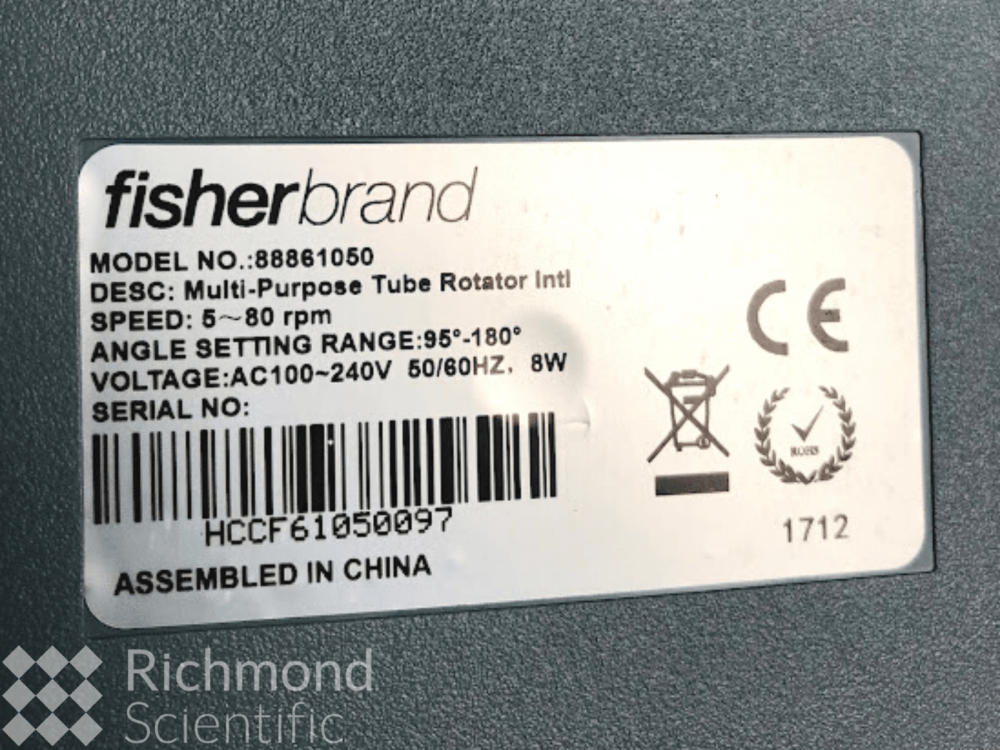 fisherbrand
MODEL NO.:88861050
DESC: Multi-Purpose Tube Rotator Intl
SPEED: 5~80 rpm
ANGLE SETTING RANGE:95°-180°
VOLTAGE:AC100~240V 50/60HZ, 8W
SERIAL NO:
HCCF61050097
ASSEMBLED IN CHINA
CE
ROHS
1712
Richmond
Scientific